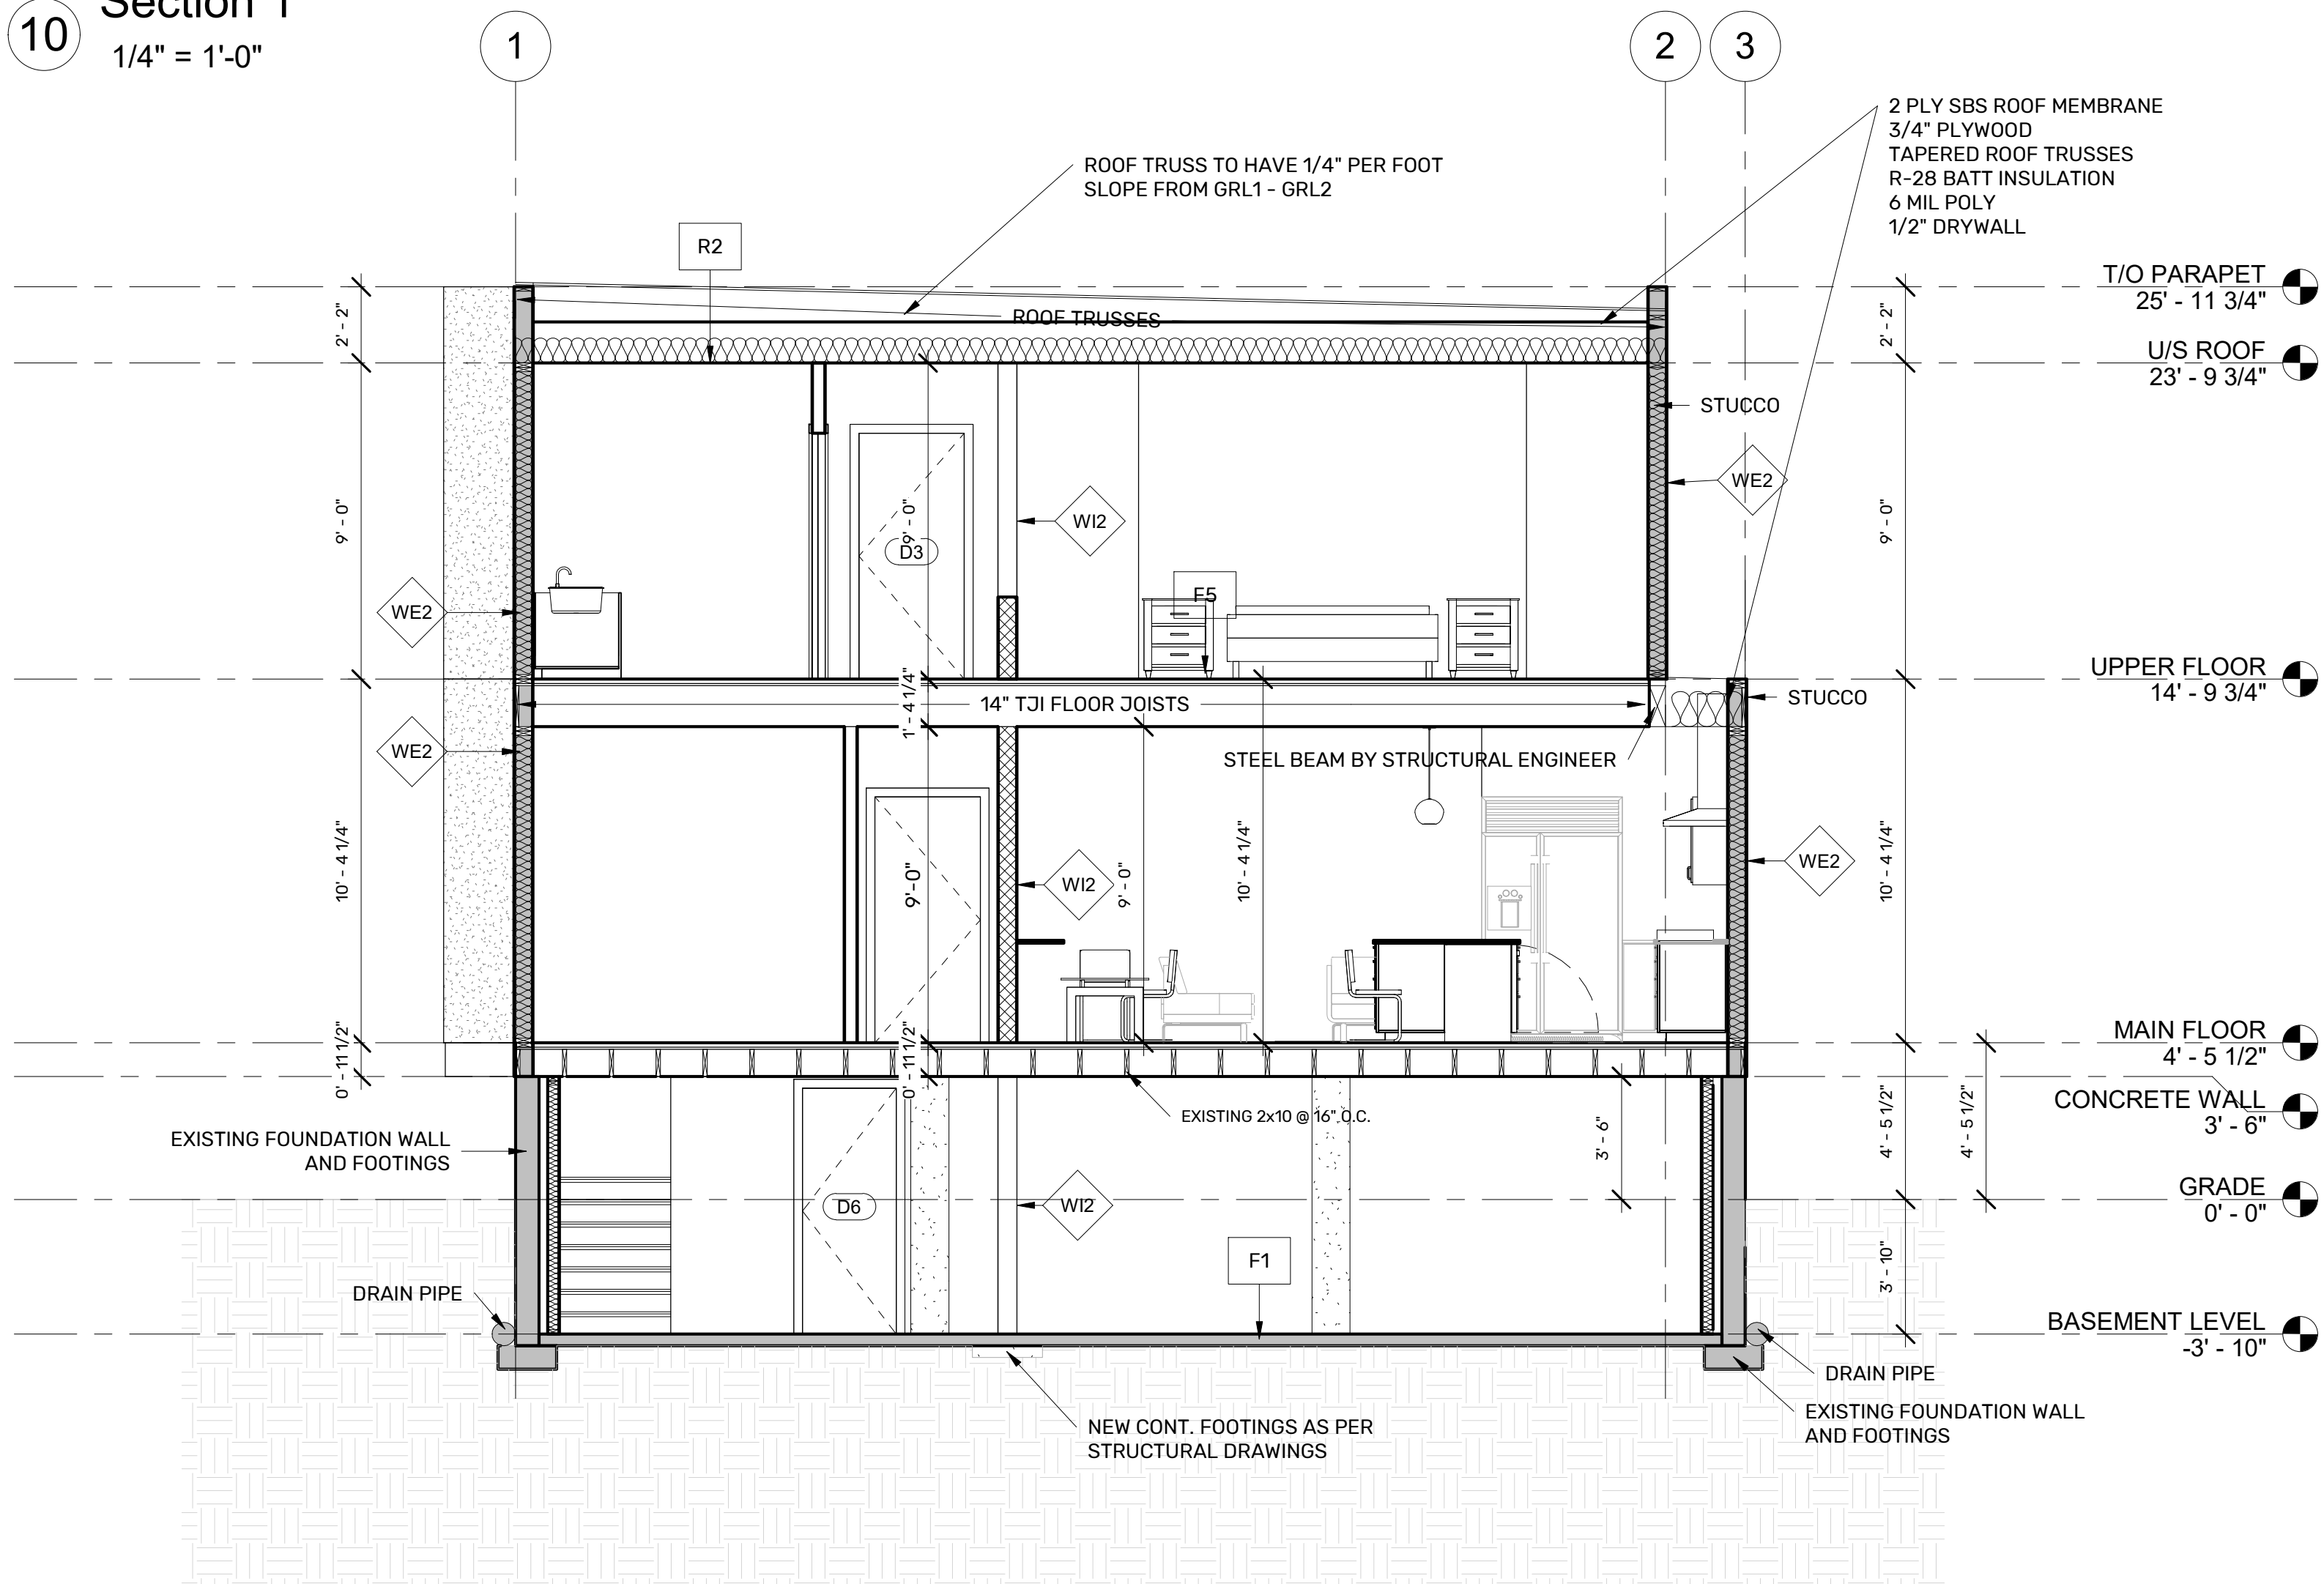 10
Section 1
1/4" = 1'-0"
1
2
3
2 PLY SBS ROOF MEMBRANE
3/4" PLYWOOD
TAPERED ROOF TRUSSES
R-28 BATT INSULATION
6 MIL POLY
1/2" DRYWALL
ROOF TRUSS TO HAVE 1/4" PER FOOT
SLOPE FROM GRL1 - GRL2
R2
T/O PARAPET
25' - 11 3/4"
2' - 2"
ROOF TRUSSES
2' - 2"
U/S ROOF
23' - 9 3/4"
STUCCO
WE2
9' - 0"
9' - 0"
D3
WI2
9' - 0"
F5
WE2
UPPER FLOOR
14' - 9 3/4"
1' - 4 1/4"
14" TJI FLOOR JOISTS
STUCCO
WE2
STEEL BEAM BY STRUCTURAL ENGINEER
10' - 4 1/4"
9'-0"
WI2
9' - 0"
10' - 4 1/4"
WE2
10' - 4 1/4"
MAIN FLOOR
4' - 5 1/2"
0' - 11 1/2"
0' - 11 1/2"
EXISTING 2x10 @ 16" O.C.
3' - 6"
4' - 5 1/2"
4' - 5 1/2"
CONCRETE WALL
3' - 6"
EXISTING FOUNDATION WALL
AND FOOTINGS
D6
WI2
GRADE
0' - 0"
F1
3' - 10"
DRAIN PIPE
BASEMENT LEVEL
-3' - 10"
DRAIN PIPE
NEW CONT. FOOTINGS AS PER
STRUCTURAL DRAWINGS
EXISTING FOUNDATION WALL
AND FOOTINGS